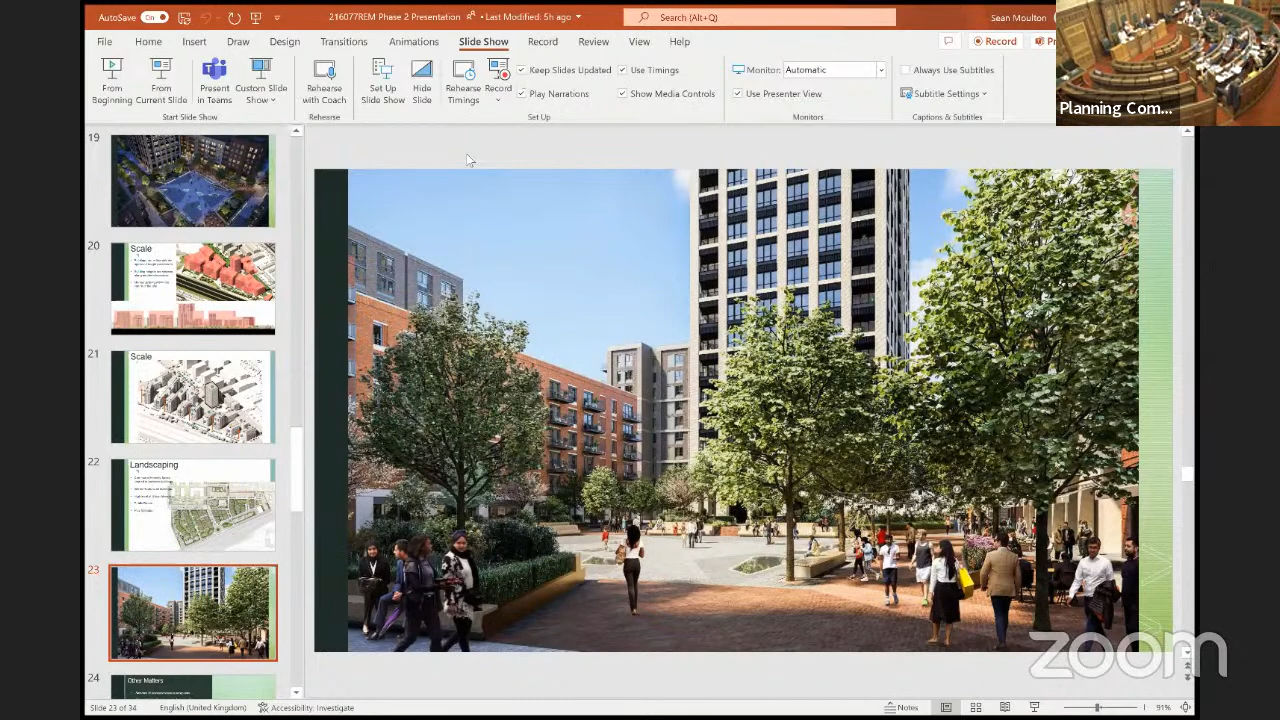 AutoSave On 216077REM Phase 2 Presentation • Last Modified: 5h ago Search (Alt+Q) Sean Moulton
File Home Insert Draw Design Transitions Animations Slide Show Record Review View Help Record Pr
From Beginning From Current Slide Present in Teams Custom Slide Show Rehearse with Coach Set Up Slide Show Hide Slide Rehearse Timings Record
Keep Slides Updated Use Timings Monitor: Automatic Always Use Subtitles
Play Narrations Show Media Controls Use Presenter View Subtitle Settings
Start Slide Show Rehearse Set Up Monitors Captions & Subtitles
Planning Com...
19
20
Scale
21
Scale
22
Landscaping
23
24
Other Matters
zoom
Slide 23 of 34 English (United Kingdom) Accessibility: Investigate Notes 91%